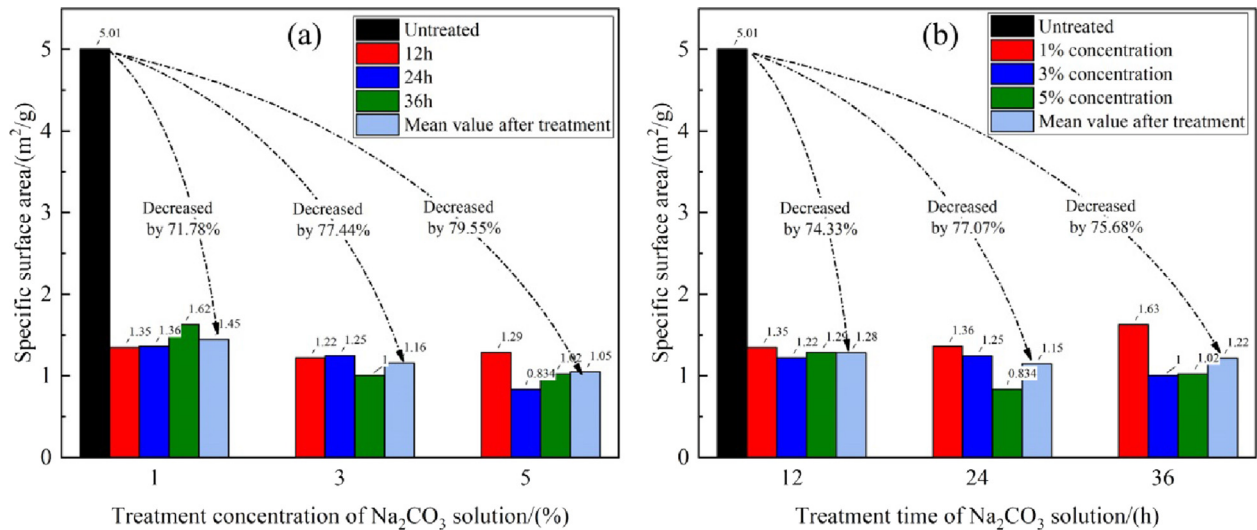 (a)
Untreated
12h
24h
36h
Mean value after treatment
5.01
Specific surface area/(m²/g)
5
4
3
2
1
0
Decreased
by 71.78%
Decreased
by 77.44%
Decreased
by 79.55%
1.35
1.36
1.62
1.45
1.22
1.25
1
1.16
1.29
0.834
1.02
1.05
1
3
5
Treatment concentration of Na₂CO₃ solution/(%)
(b)
Untreated
1% concentration
3% concentration
5% concentration
Mean value after treatment
5.01
Specific surface area/(m²/g)
5
4
3
2
1
0
Decreased
by 74.33%
Decreased
by 77.07%
Decreased
by 75.68%
1.35
1.22
1.29
1.28
1.36
1.25
0.834
1.15
1.63
1
1.02
1.22
12
24
36
Treatment time of Na₂CO₃ solution/(h)